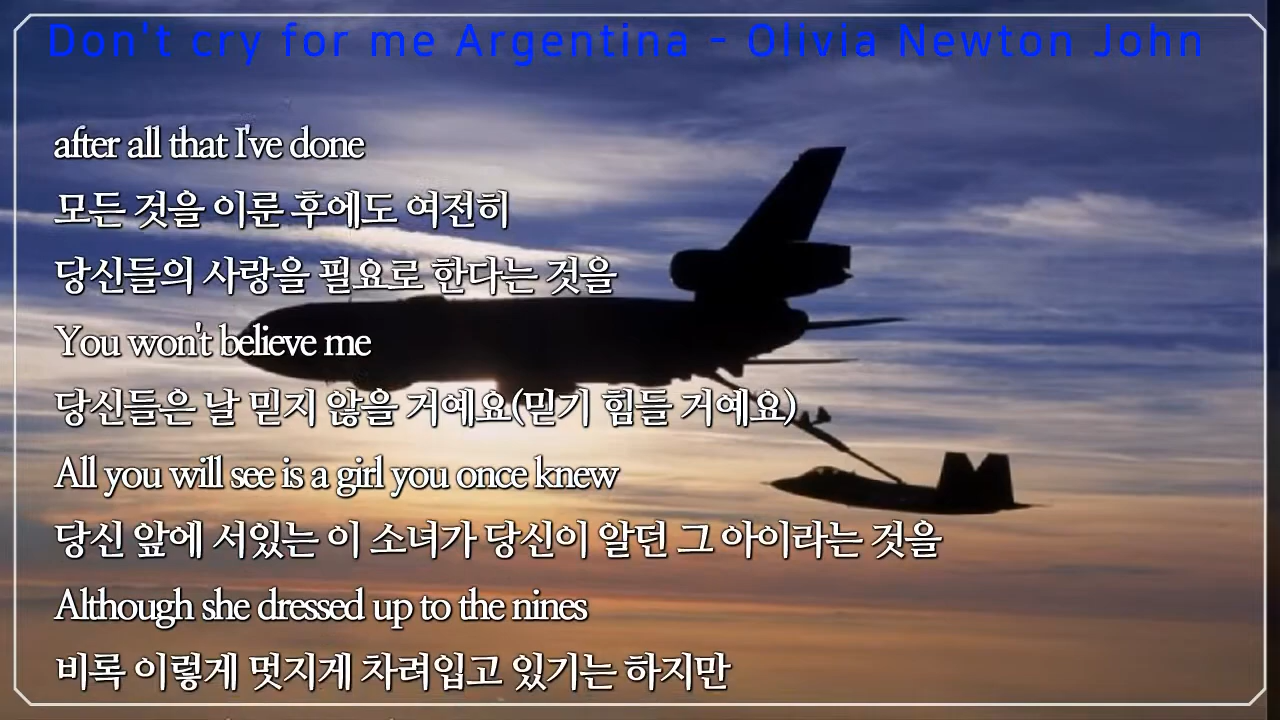 Don't cry for me Argentina - Olivia Newton John
after all that I've done
모든 것을 이룬 후에도 여전히
당신들의 사랑을 필요로 한다는 것을
You won't believe me
당신들은 날 믿지 않을 거예요(믿기 힘들 거예요)
All you will see is a girl you once knew
당신 앞에 서있는 이 소녀가 당신이 알던 그 아이라는 것을
Although she dressed up to the nines
비록 이렇게 멋지게 차려입고 있기는 하지만